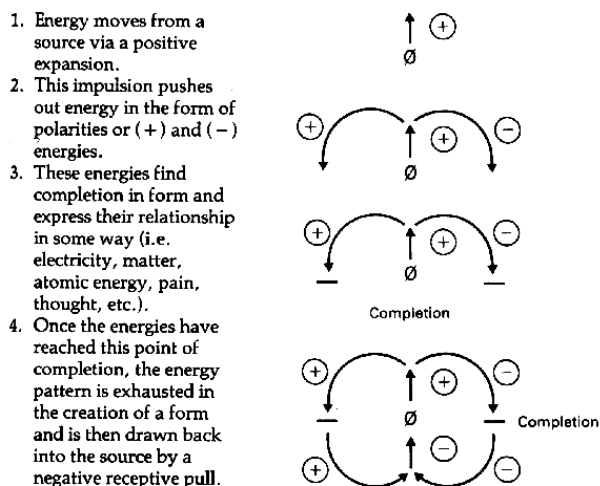 1. Energy moves from a
source via a positive
expansion.
2. This impulsion pushes
out energy in the form of
polarities or (+) and (−)
energies.
3. These energies find
completion in form and
express their relationship
in some way (i.e.
electricity, matter,
atomic energy, pain,
thought, etc.).
4. Once the energies have
reached this point of
completion, the energy
pattern is exhausted in
the creation of a form
and is then drawn back
into the source by a
negative receptive pull.
+
Ø
+ + −
Ø
+ + −
Ø
Completion
+ + −
Ø
Completion
−
+ −